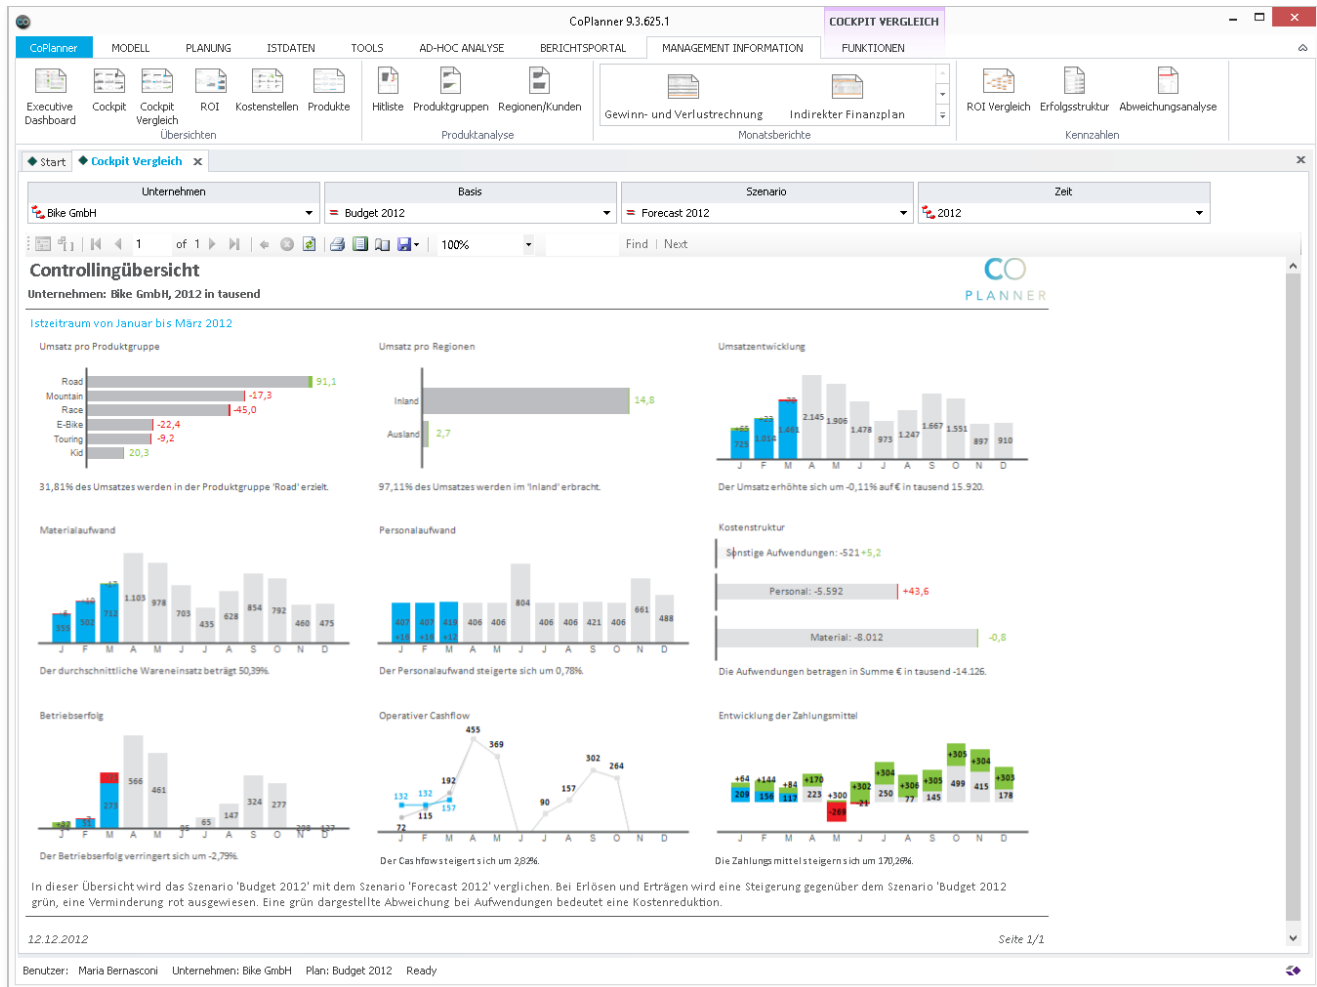 CoPlanner 9.3.625.1
COCKPIT VERGLEICH
CoPlanner MODELL PLANUNG ISTDATEN TOOLS AD-HOC ANALYSE BERICHTSPORTAL MANAGEMENT INFORMATION FUNKTIONEN
Executive Dashboard
Cockpit
Cockpit Vergleich
ROI
Kostenstellen
Produkte
Hitliste
Produktgruppen
Regionen/Kunden
Gewinn- und Verlustrechnung
Indirekter Finanzplan
ROI Vergleich
Erfolgsstruktur
Abweichungsanalyse
Übersichten
Produktanalyse
Monatsberichte
Kennzahlen
Start
Cockpit Vergleich
Unternehmen Basis Szenario Zeit
Bike GmbH Budget 2012 Forecast 2012 2012
1 of 1 100% Find Next
Controllingübersicht
CO
PLANNER
Unternehmen: Bike GmbH, 2012 in tausend
Istzeitraum von Januar bis März 2012
Umsatz pro Produktgruppe
Road 91,1
Mountain -17,3
Race -45,0
E-Bike -22,4
Touring -9,2
Kid 20,3
31,81% des Umsatzes werden in der Produktgruppe 'Road' erzielt.
Umsatz pro Regionen
Inland 14,8
Ausland 2,7
97,11% des Umsatzes werden im 'Inland' erbracht.
Umsatzentwicklung
2.145 1.906 1.478 973 1.247 1.667 1.551 897 910
J F M A M J J A S O N D
Der Umsatz erhöhte sich um -0,11% auf € in tausend 15.920.
Materialaufwand
1.103 978 703 435 628 854 792 460 475
J F M A M J J A S O N D
Der durchschnittliche Wareneinsatz beträgt 50,39%.
Personalaufwand
407 407 419 406 406 804 406 406 421 406 661 488
+16 +16 +12
J F M A M J J A S O N D
Der Personalaufwand steigerte sich um 0,78%.
Kostenstruktur
Sonstige Aufwendungen: -521 +5,2
Personal: -5.592 +43,6
Material: -8.012 -0,8
Die Aufwendungen betragen in Summe € in tausend -14.126.
Betriebserfolg
273 566 461 65 147 324 277
J F M A M J J A S O N D
Der Betriebserfolg verringert sich um -2,79%.
Operativer Cashflow
455 369 302 264
192 132 132 157 90 157
72 115
J F M A M J J A S O N D
Der Cashfow steigert sich um 2,82%.
Entwicklung der Zahlungsmittel
+64 +144 +84 +170 +300 +302 +304 +306 +305 +305 +304 +303
209 156 117 223 -269 -21 250 77 145 499 415 178
J F M A M J J A S O N D
Die Zahlungsmittel steigern sich um 170,26%.
In dieser Übersicht wird das Szenario 'Budget 2012' mit dem Szenario 'Forecast 2012' verglichen. Bei Erlösen und Erträgen wird eine Steigerung gegenüber dem Szenario 'Budget 2012
grün, eine Verminderung rot ausgewiesen. Eine grün dargestellte Abweichung bei Aufwendungen bedeutet eine Kostenreduktion.
12.12.2012
Seite 1/1
Benutzer: Maria Bernasconi Unternehmen: Bike GmbH Plan: Budget 2012 Ready